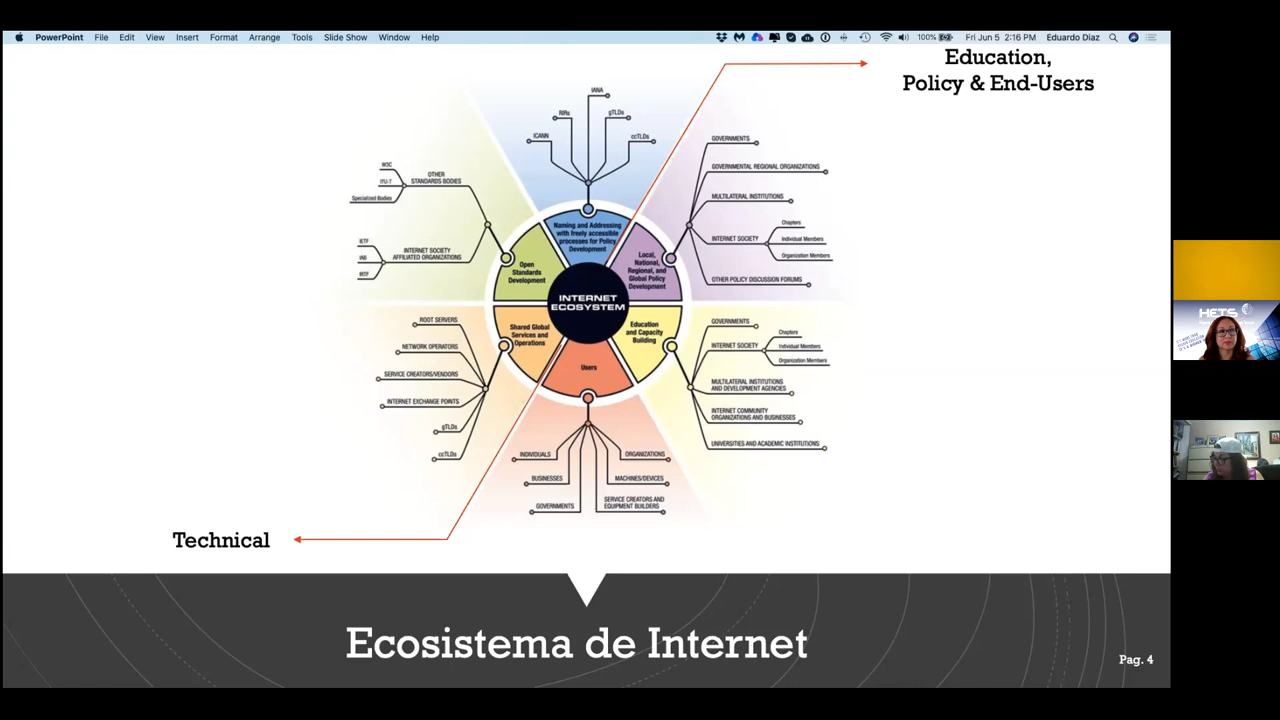 PowerPoint File Edit View Insert Format Arrange Tools Slide Show Window Help
100% Fri Jun 5 2:16 PM Eduardo Diaz
Education,
Policy & End-Users
IANA
RIRs
gTLDs
ICANN
ccTLDs
W3C
ITU-T
Specialized Bodies
OTHER
STANDARDS BODIES
IETF
IAB
IRTF
INTERNET SOCIETY
AFFILIATED ORGANIZATIONS
GOVERNMENTS
GOVERNMENTAL REGIONAL ORGANIZATIONS
MULTILATERAL INSTITUTIONS
INTERNET SOCIETY
Chapters
Individual Members
Organization Members
OTHER POLICY DISCUSSION FORUMS
Naming and Addressing
with freely accessible
processes for Policy
Development
Open
Standards
Development
Local,
National,
Regional, and
Global Policy
Development
INTERNET
ECOSYSTEM
Shared Global
Services and
Operations
Education
and Capacity
Building
Users
ROOT SERVERS
NETWORK OPERATORS
SERVICE CREATORS/VENDORS
INTERNET EXCHANGE POINTS
gTLDs
ccTLDs
GOVERNMENTS
INTERNET SOCIETY
Chapters
Individual Members
Organization Members
MULTILATERAL INSTITUTIONS
AND DEVELOPMENT AGENCIES
INTERNET COMMUNITY
ORGANIZATIONS AND BUSINESSES
UNIVERSITIES AND ACADEMIC INSTITUTIONS
INDIVIDUALS
BUSINESSES
GOVERNMENTS
ORGANIZATIONS
MACHINES/DEVICES
SERVICE CREATORS AND
EQUIPMENT BUILDERS
Technical
Ecosistema de Internet
Pag. 4
HETS